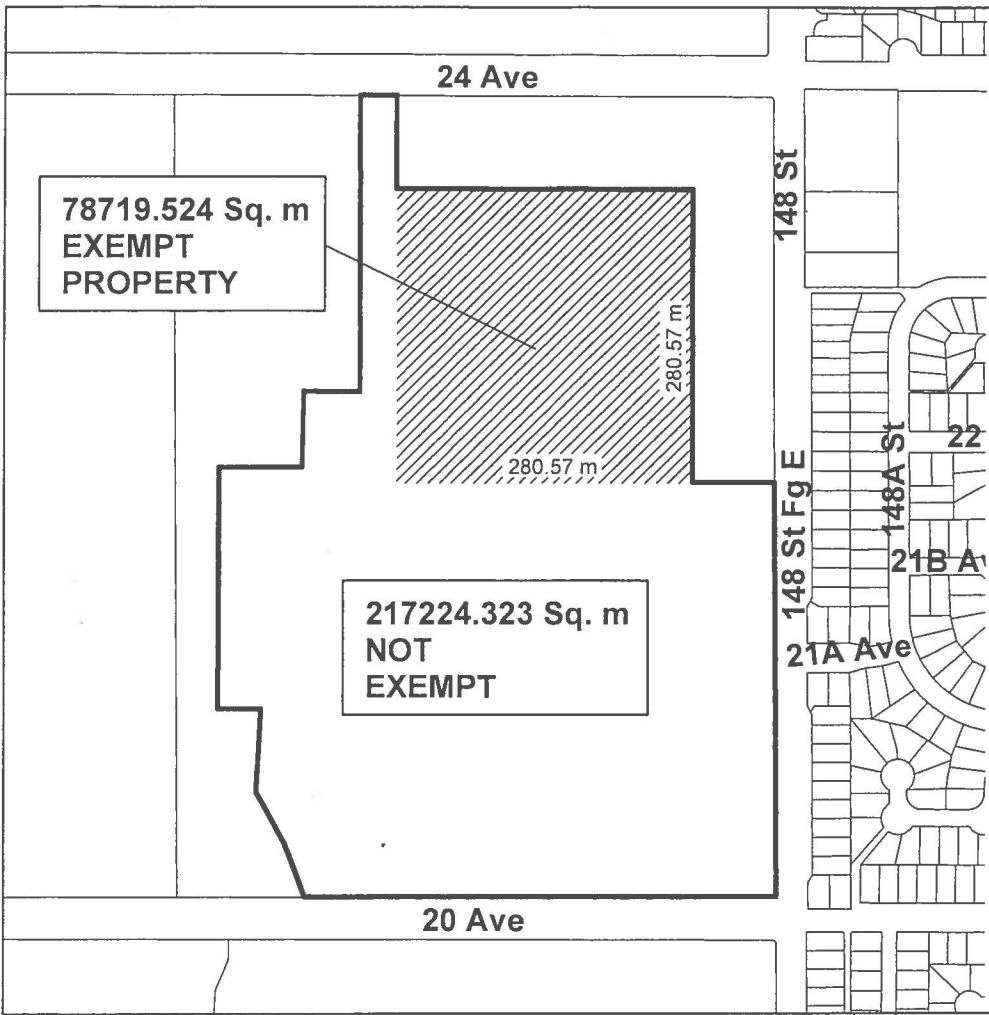 24 Ave
148 St
78719.524 Sq. m
EXEMPT
PROPERTY
280.57 m
280.57 m
22
148A St
148 St Fg E
21B Av
217224.323 Sq. m
NOT
EXEMPT
21A Ave
20 Ave